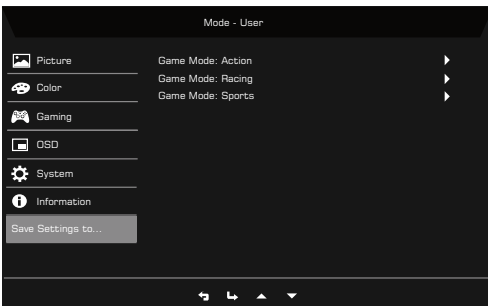 Mode - User
Picture
Color
Gaming
OSD
System
Information
Save Settings to...
Game Mode: Action
Game Mode: Racing
Game Mode: Sports